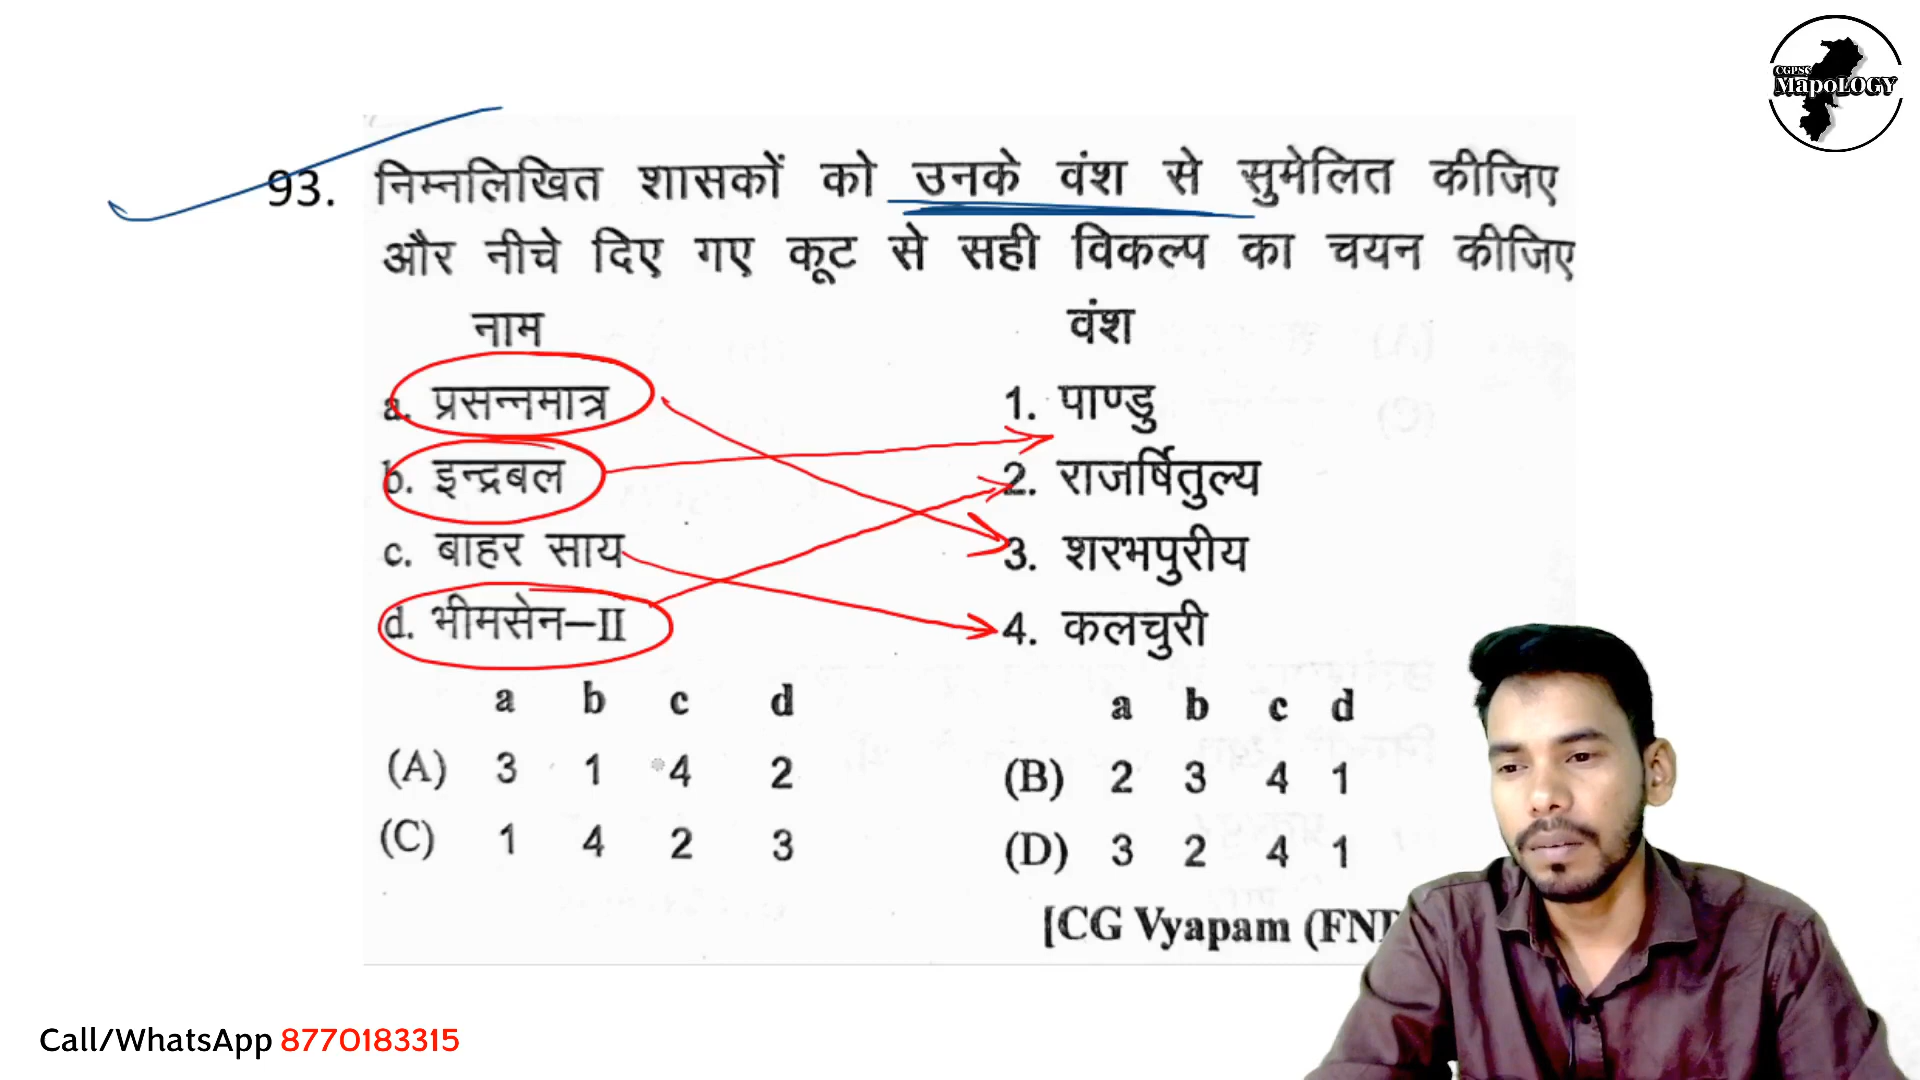 CGPSC
MapoLOGY
93. निम्नलिखित शासकों को उनके वंश से सुमेलित कीजिए
और नीचे दिए गए कूट से सही विकल्प का चयन कीजिए
नाम वंश
a. प्रसन्नमात्र 1. पाण्डु
b. इन्द्रबल 2. राजर्षितुल्य
c. बाहर साय 3. शरभपुरीय
d. भीमसेन–II 4. कलचुरी
a b c d a b c d
(A) 3 1 4 2 (B) 2 3 4 1
(C) 1 4 2 3 (D) 3 2 4 1
[CG Vyapam (FN
Call/WhatsApp 8770183315